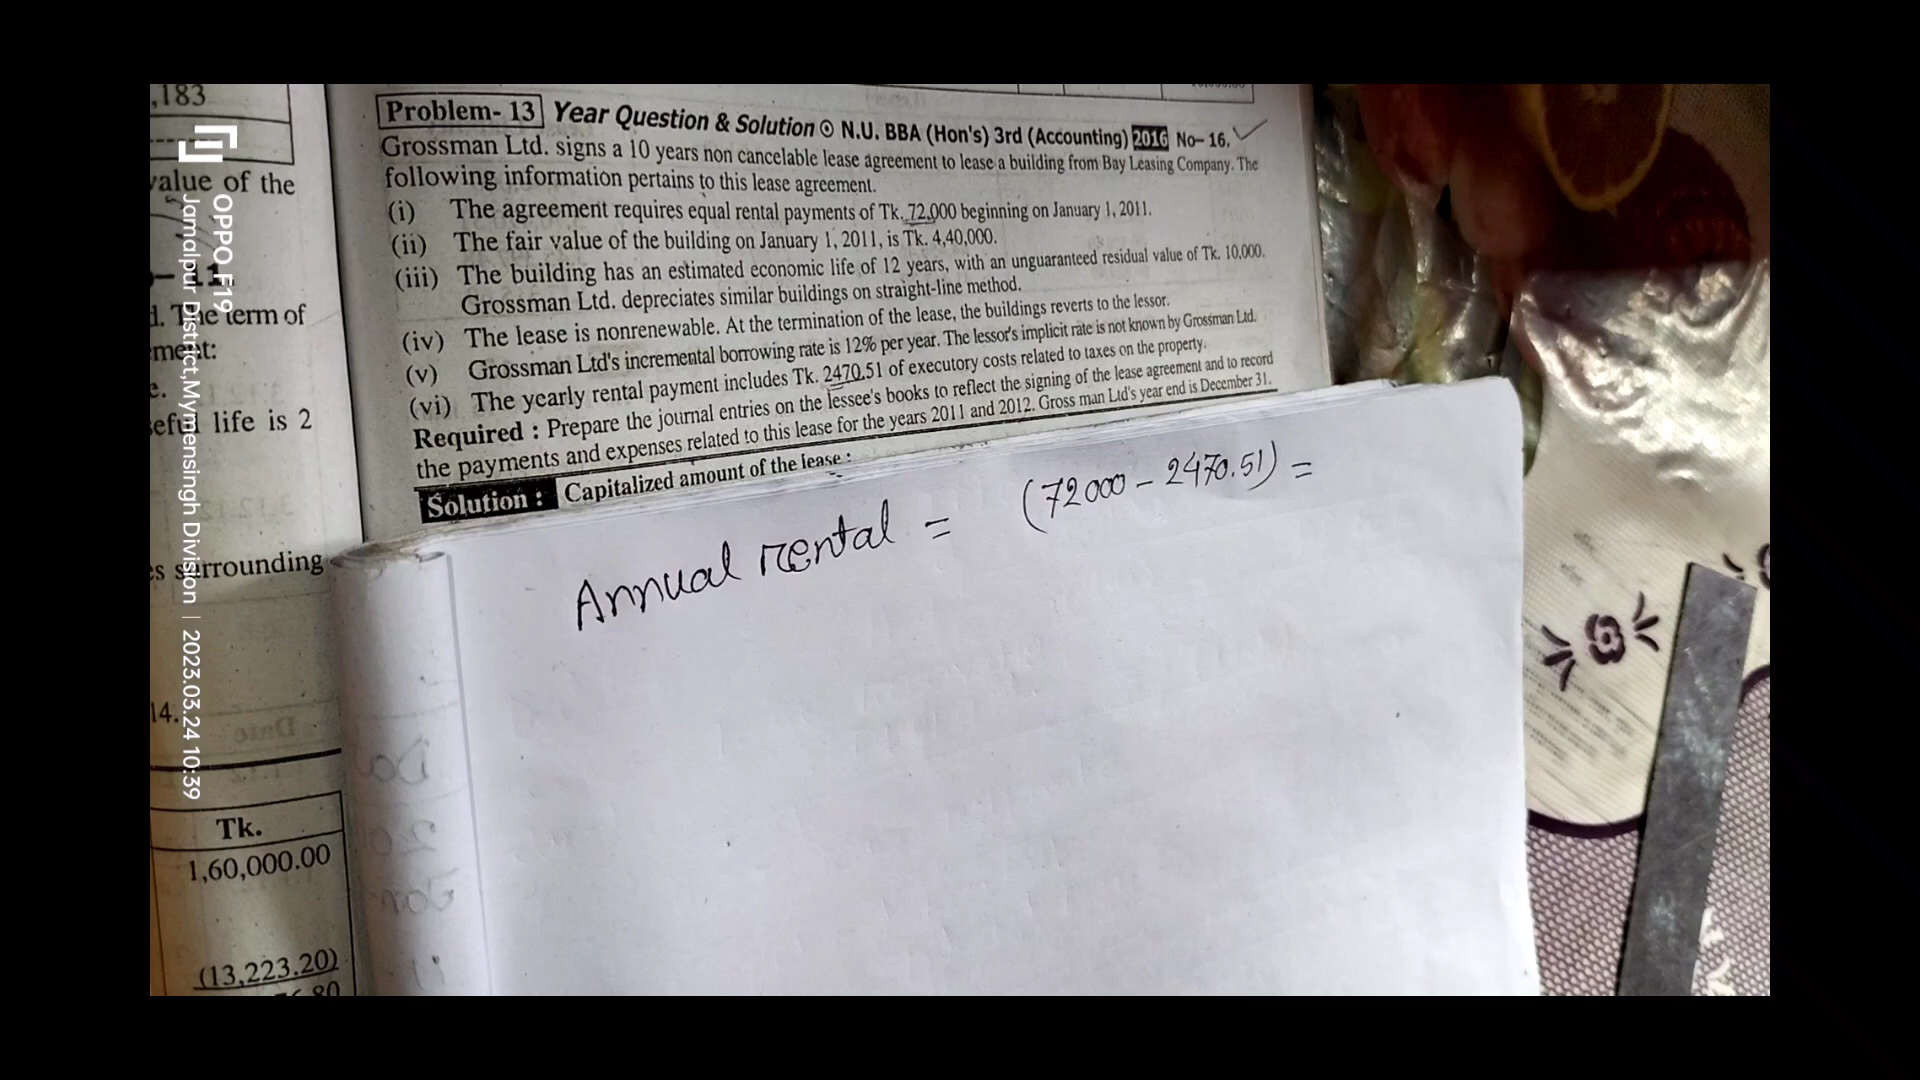 ,183
value of the
d. The term of
ment:
e.
seful life is 2
es surrounding
14.
Tk.
1,60,000.00
(13,223.20)
OPPO F19
Jamalpur District,Mymensingh Division | 2023.03.24 10:39
Problem- 13 Year Question & Solution ⊙ N.U. BBA (Hon's) 3rd (Accounting) 2016 No– 16.
Grossman Ltd. signs a 10 years non cancelable lease agreement to lease a building from Bay Leasing Company. The
following information pertains to this lease agreement.
(i) The agreement requires equal rental payments of Tk. 72,000 beginning on January 1, 2011.
(ii) The fair value of the building on January 1, 2011, is Tk. 4,40,000.
(iii) The building has an estimated economic life of 12 years, with an unguaranteed residual value of Tk. 10,000.
Grossman Ltd. depreciates similar buildings on straight-line method.
(iv) The lease is nonrenewable. At the termination of the lease, the buildings reverts to the lessor.
(v) Grossman Ltd's incremental borrowing rate is 12% per year. The lessor's implicit rate is not known by Grossman Ltd.
(vi) The yearly rental payment includes Tk. 2470.51 of executory costs related to taxes on the property.
Required : Prepare the journal entries on the lessee's books to reflect the signing of the lease agreement and to record
the payments and expenses related to this lease for the years 2011 and 2012. Gross man Ltd's year end is December 31.
Solution : Capitalized amount of the lease :
Annual rental = (72000 – 2470.51) =